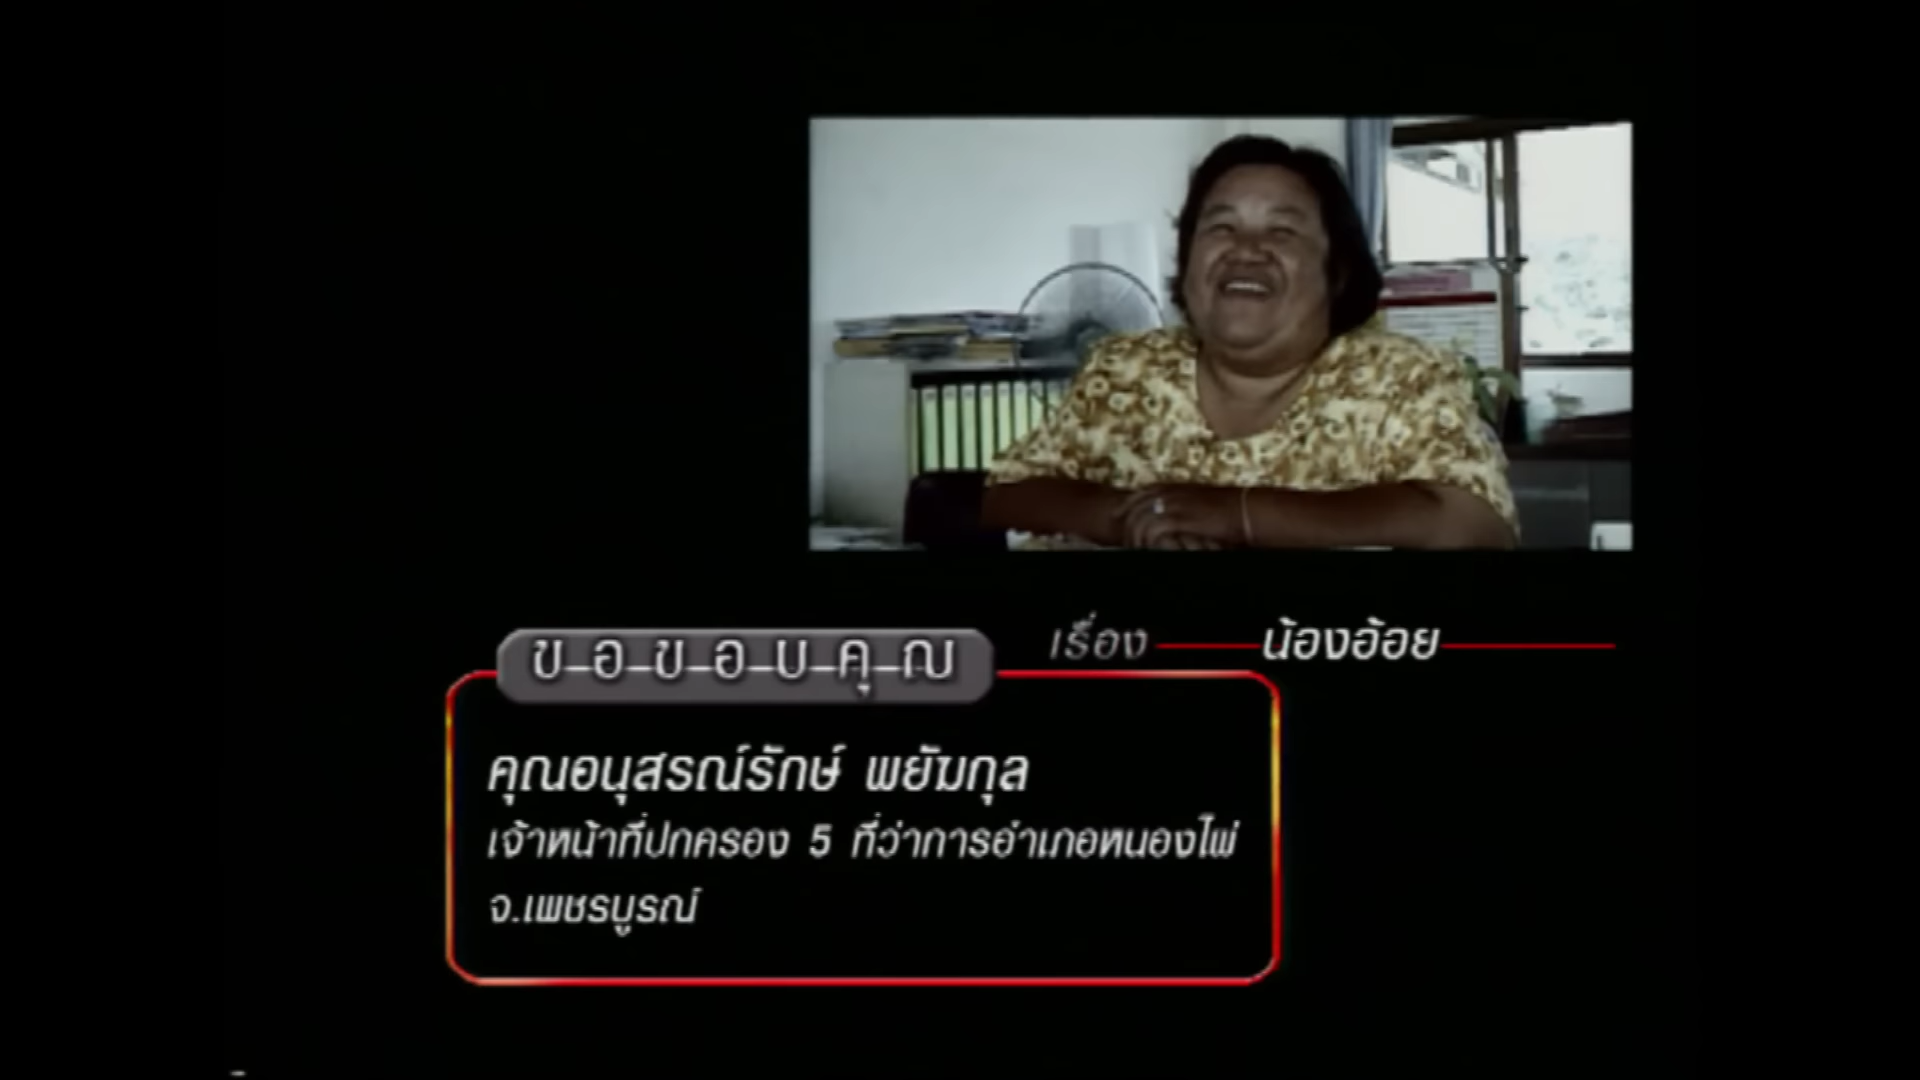 เรื่อง น้องอ้อย
ขอขอบคุณ
คุณอนุสรณ์รักษ์ พยัฆกุล
เจ้าหน้าที่ปกครอง 5 ที่ว่าการอำเภอหนองไผ่
จ.เพชรบูรณ์